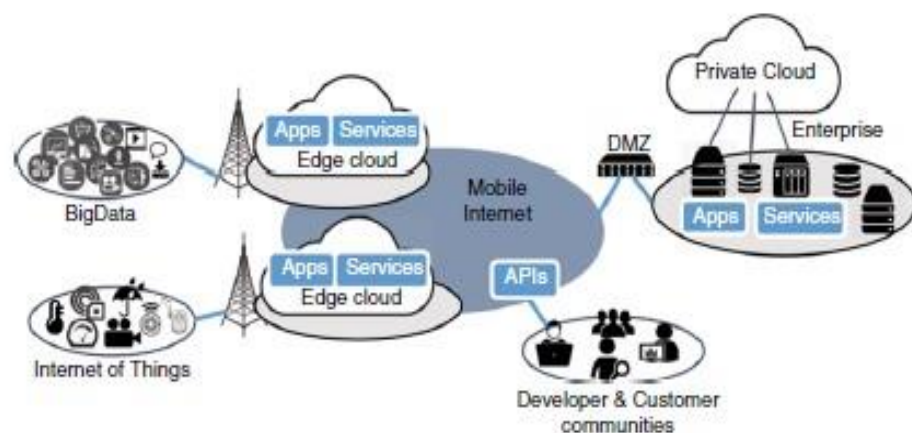 Private Cloud
Apps Services
Edge cloud
DMZ
Enterprise
BigData
Mobile
Internet
Apps Services
Apps Services
Edge cloud
APIs
Internet of Things
Developer & Customer
communities